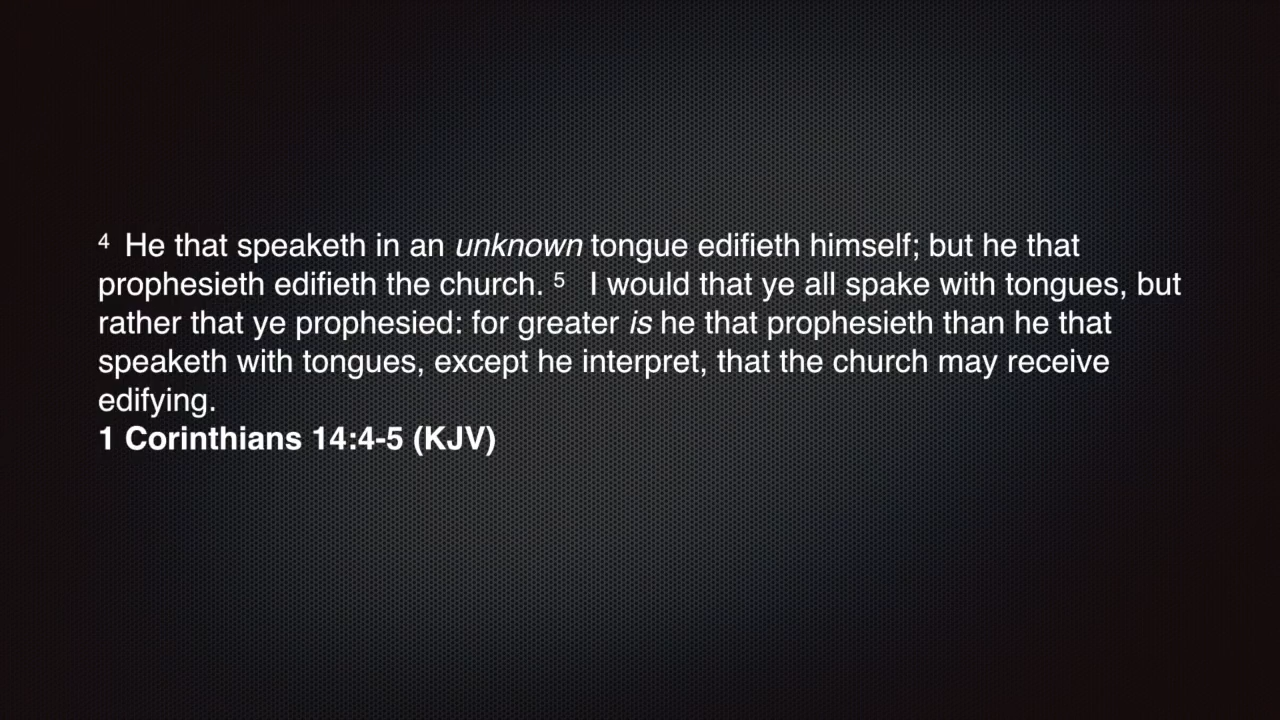 4 He that speaketh in an unknown tongue edifieth himself; but he that
prophesieth edifieth the church. 5 I would that ye all spake with tongues, but
rather that ye prophesied: for greater is he that prophesieth than he that
speaketh with tongues, except he interpret, that the church may receive
edifying.
1 Corinthians 14:4-5 (KJV)